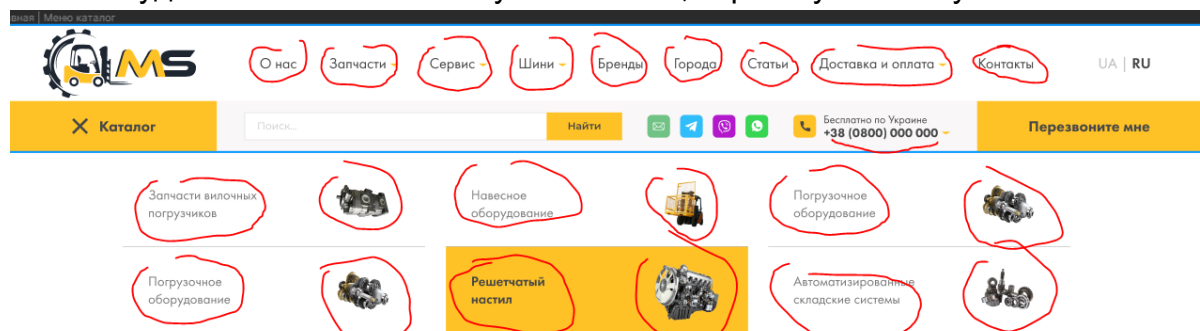 вная | Меню каталог
MS
О нас Запчасти Сервис Шини Бренды Города Статьи Доставка и оплата Контакты UA | RU
Каталог Поиск... Найти Бесплатно по Украине Перезвоните мне
+38 (0800) 000 000
Запчасти вилочных Навесное Погрузочное
погрузчиков оборудование оборудование
Погрузочное Решетчатый Автоматизированные
оборудование настил складские системы